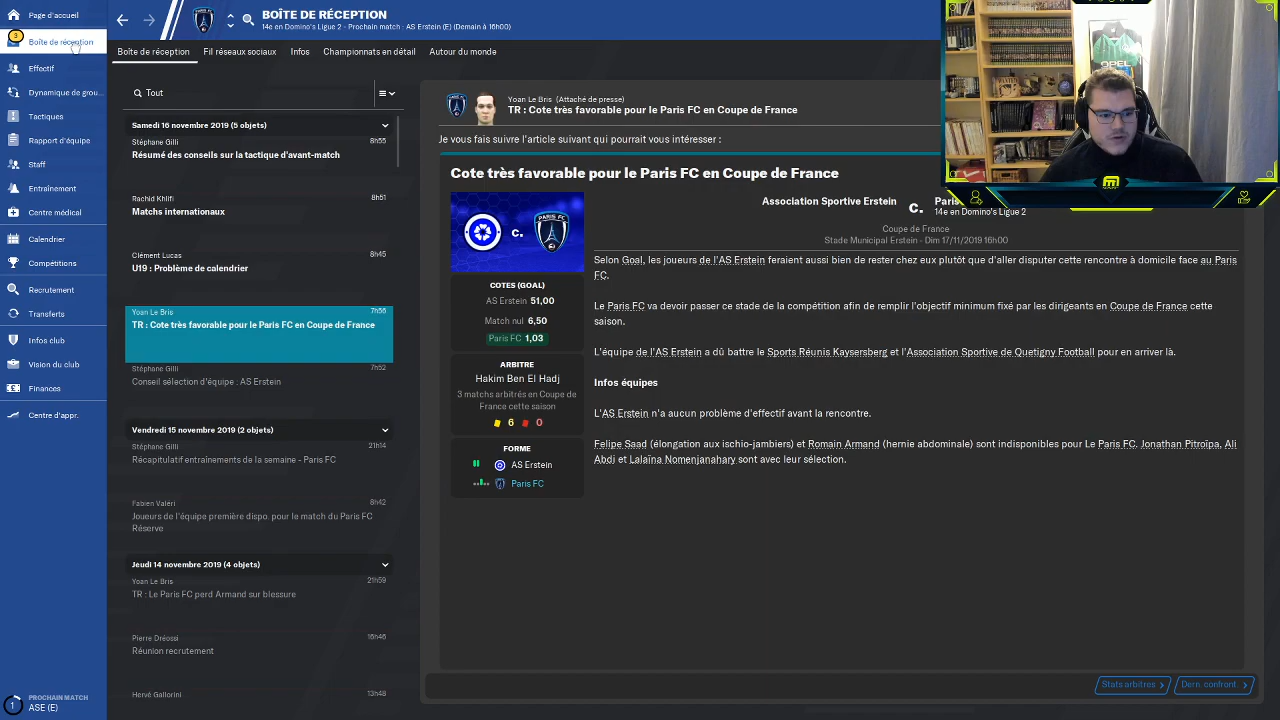 Page d'accueil
BOÎTE DE RÉCEPTION
14e en Domino's Ligue 2 - Prochain match : AS Erstein (E) (Demain à 16h00)
3
Boîte de réception
Effectif
Dynamique de grou...
Tactiques
Rapport d'équipe
Staff
Entraînement
Centre médical
Calendrier
Compétitions
Recrutement
Transferts
Infos club
Vision du club
Finances
Centre d'appr.
1
PROCHAIN MATCH
ASE (E)
Boîte de réception
Fil réseaux sociaux
Infos
Championnats en détail
Autour du monde
Tout
Samedi 16 novembre 2019 (5 objets)
Stéphane Gilli 8h55
Résumé des conseils sur la tactique d'avant-match
Rachid Khlifi 8h51
Matchs internationaux
Clément Lucas 8h45
U19 : Problème de calendrier
Yoan Le Bris 7h56
TR : Cote très favorable pour le Paris FC en Coupe de France
Stéphane Gilli 7h52
Conseil sélection d'équipe : AS Erstein
Vendredi 15 novembre 2019 (2 objets)
Stéphane Gilli 21h14
Récapitulatif entraînements de la semaine - Paris FC
Fabien Valéri 8h42
Joueurs de l'équipe première dispo. pour le match du Paris FC
Réserve
Jeudi 14 novembre 2019 (4 objets)
Yoan Le Bris 21h59
TR : Le Paris FC perd Armand sur blessure
Pierre Dréossi 16h46
Réunion recrutement
Hervé Gallorini 13h48
Yoan Le Bris (Attaché de presse)
TR : Cote très favorable pour le Paris FC en Coupe de France
Je vous fais suivre l'article suivant qui pourrait vous intéresser :
Cote très favorable pour le Paris FC en Coupe de France
c.
PARIS FC
COTES (GOAL)
AS Erstein 51,00
Match nul 6,50
Paris FC 1,03
ARBITRE
Hakim Ben El Hadj
3 matchs arbitrés en Coupe de
France cette saison
6 0
FORME
AS Erstein
Paris FC
Association Sportive Erstein c. Paris
14e en Domino's Ligue 2
Coupe de France
Stade Municipal Erstein - Dim 17/11/2019 16h00
Selon Goal, les joueurs de l'AS Erstein feraient aussi bien de rester chez eux plutôt que d'aller disputer cette rencontre à domicile face au Paris
FC.
Le Paris FC va devoir passer ce stade de la compétition afin de remplir l'objectif minimum fixé par les dirigeants en Coupe de France cette
saison.
L'équipe de l'AS Erstein a dû battre le Sports Réunis Kaysersberg et l'Association Sportive de Quetigny Football pour en arriver là.
Infos équipes
L'AS Erstein n'a aucun problème d'effectif avant la rencontre.
Felipe Saad (élongation aux ischio-jambiers) et Romain Armand (hernie abdominale) sont indisponibles pour Le Paris FC. Jonathan Pitroïpa, Ali
Abdi et Lalaïna Nomenjanahary sont avec leur sélection.
Stats arbitres
Dern. confront.
OPEL